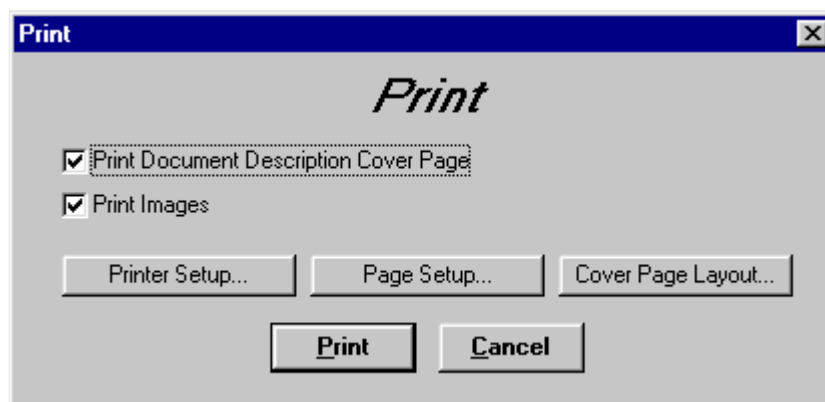 Print
Print
Print Document Description Cover Page
Print Images
Printer Setup... Page Setup... Cover Page Layout...
Print Cancel